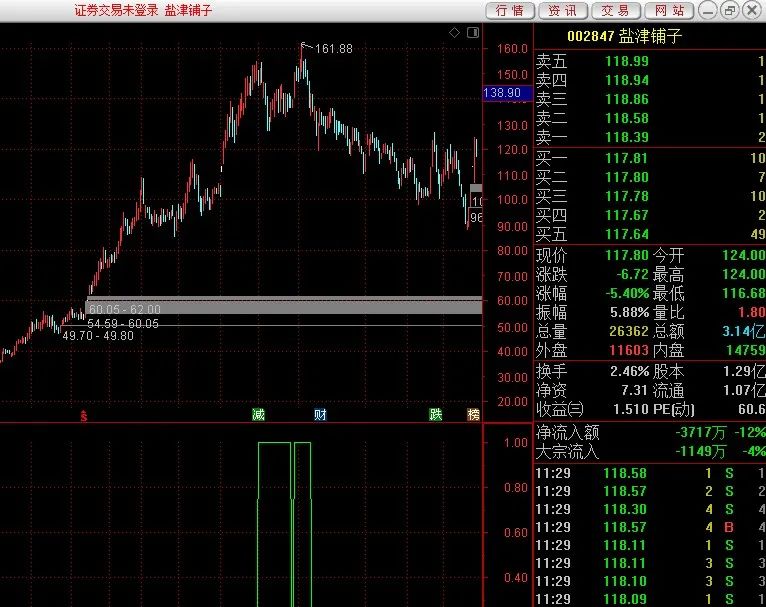 证券交易未登录 盐津铺子 行情 资讯 交易 网站
161.88
160.0
150.0
138.90
130.0
120.0
110.0
100.0
90.00
80.00
70.00
60.00
50.00
40.00
30.00
20.00
10
96
60.05 - 62.00
54.59 - 60.05
49.70 - 49.80
减 财 跌 榜
1.00
0.80
0.60
0.40
002847 盐津铺子
卖五 118.99 1
卖四 118.94 1
卖三 118.86 1
卖二 118.58 1
卖一 118.39 2
买一 117.81 10
买二 117.80 7
买三 117.78 10
买四 117.67 2
买五 117.64 49
现价 117.80 今开 124.00
涨跌 -6.72 最高 124.00
涨幅 -5.40% 最低 116.68
振幅 5.88% 量比 1.80
总量 26362 总额 3.14亿
外盘 11603 内盘 14759
换手 2.46% 股本 1.29亿
净资 7.31 流通 1.07亿
收益㈢ 1.510 PE(动) 60.6
净流入额 -3717万 -12%
大宗流入 -1149万 -4%
11:29 118.58 1 S 1
11:29 118.57 2 S 2
11:29 118.30 4 S 4
11:29 118.57 4 B 4
11:29 118.11 1 S 1
11:29 118.11 3 S 3
11:29 118.10 3 S 3
11:29 118.09 1 S 1